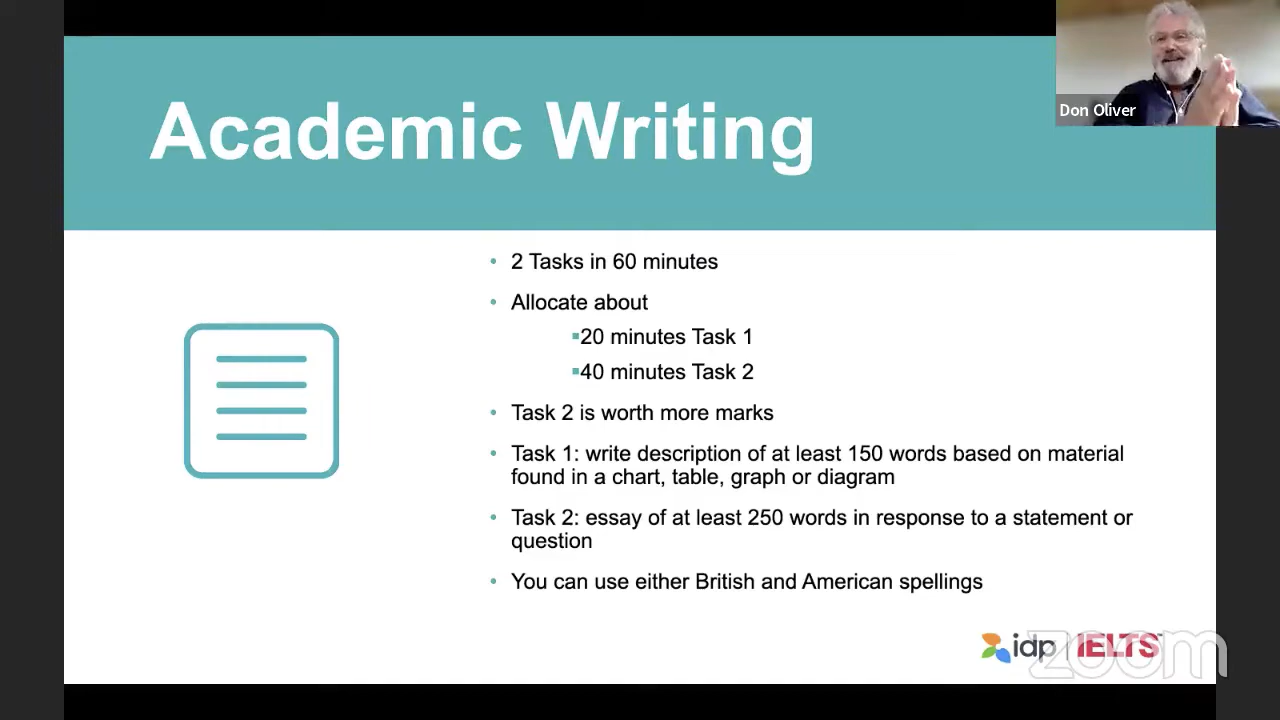 Academic Writing
Don Oliver
• 2 Tasks in 60 minutes
• Allocate about
▪20 minutes Task 1
▪40 minutes Task 2
• Task 2 is worth more marks
• Task 1: write description of at least 150 words based on material
found in a chart, table, graph or diagram
• Task 2: essay of at least 250 words in response to a statement or
question
• You can use either British and American spellings
idp | IELTS™
zoom